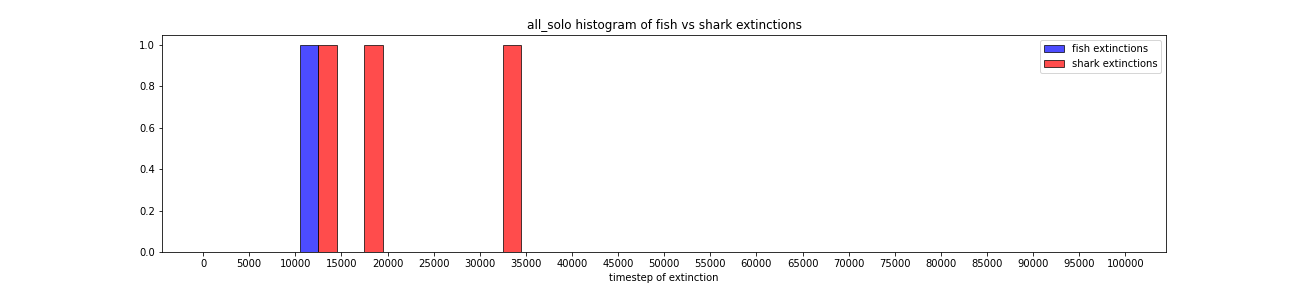 all_solo histogram of fish vs shark extinctions
fish extinctions
shark extinctions
1.0
0.8
0.6
0.4
0.2
0.0
0 5000 10000 15000 20000 25000 30000 35000 40000 45000 50000 55000 60000 65000 70000 75000 80000 85000 90000 95000 100000
timestep of extinction